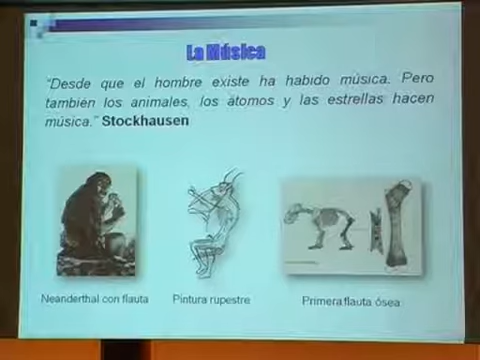 La Música
“Desde que el hombre existe ha habido música. Pero
también los animales, los átomos y las estrellas hacen
música.” Stockhausen
Neanderthal con flauta
Pintura rupestre
Primera flauta ósea